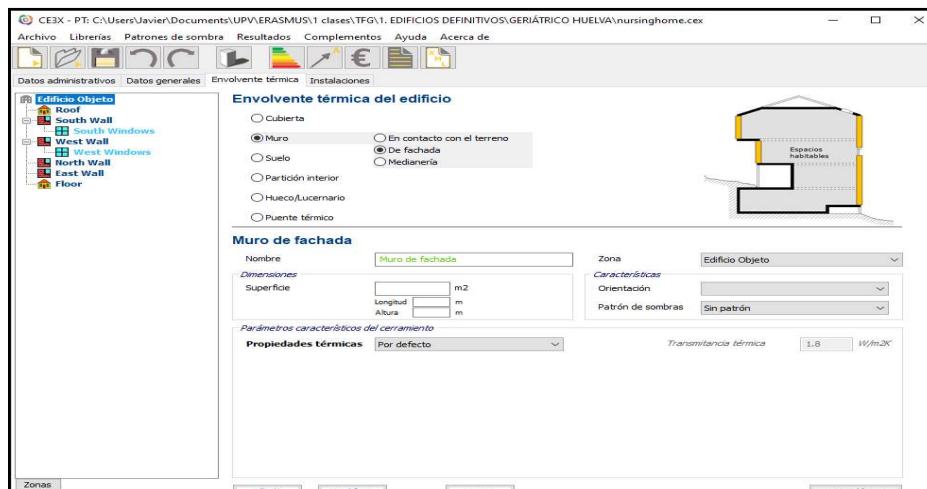 CE3X - PT: C:\Users\Javier\Documents\UPV\ERASMUS\1 clases\TFG\1. EDIFICIOS DEFINITIVOS\GERIÁTRICO HUELVA\nursinghome.cex
Archivo Librerías Patrones de sombra Resultados Complementos Ayuda Acerca de
Datos administrativos Datos generales Envolvente térmica Instalaciones
Edificio Objeto
Roof
South Wall
South Windows
West Wall
West Windows
North Wall
East Wall
Floor
Zonas
Envolvente térmica del edificio
Cubierta
Muro
En contacto con el terreno
De fachada
Medianería
Suelo
Partición interior
Hueco/Lucernario
Puente térmico
Espacios
habitables
Muro de fachada
Nombre Muro de fachada Zona Edificio Objeto
Dimensiones
Superficie m2
Longitud m
Altura m
Características
Orientación
Patrón de sombras Sin patrón
Parámetros característicos del cerramiento
Propiedades térmicas Por defecto Transmitancia térmica 1.8 W/m2K